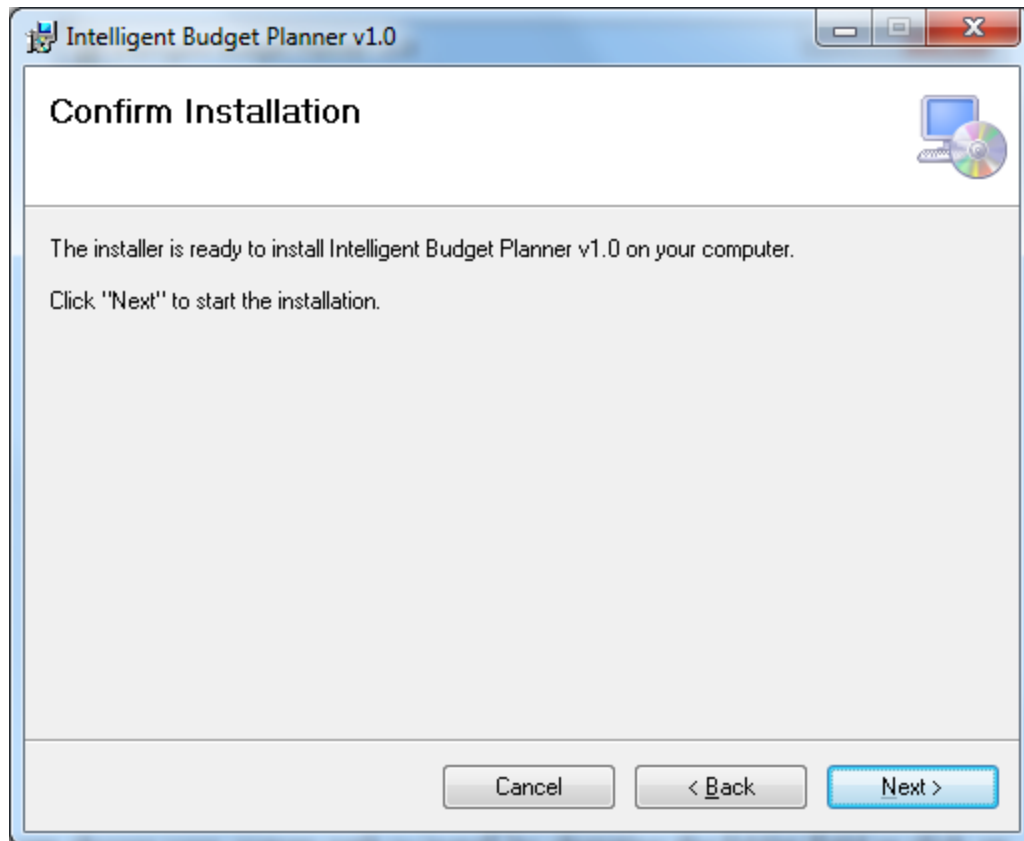 Intelligent Budget Planner v1.0
Confirm Installation
The installer is ready to install Intelligent Budget Planner v1.0 on your computer.
Click "Next" to start the installation.
Cancel
< Back
Next >